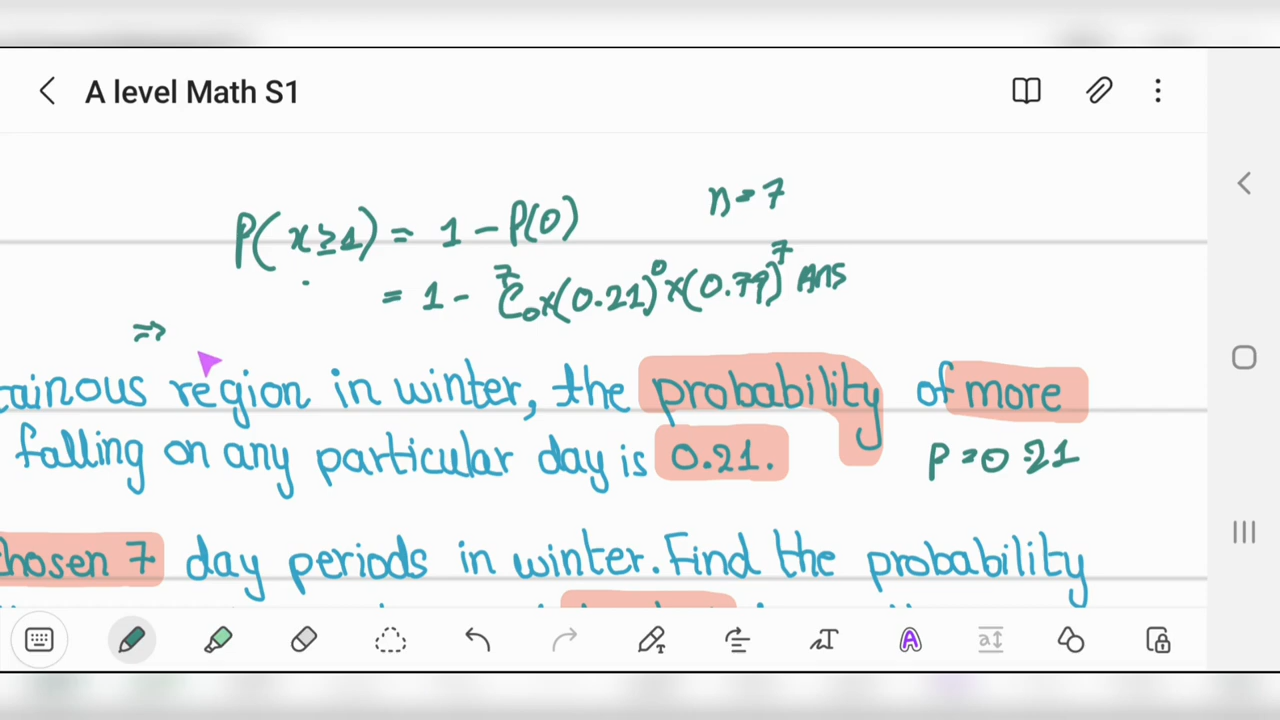 A level Math S1
n = 7
P(x≥1) = 1 - P(0)
= 1 - ⁷C₀ × (0.21)⁰ × (0.79)⁷ Ans
⇒
region in winter, the probability of more
falling on any particular day is 0.21.
P = 0.21
hosen 7 day periods in winter. Find the probability